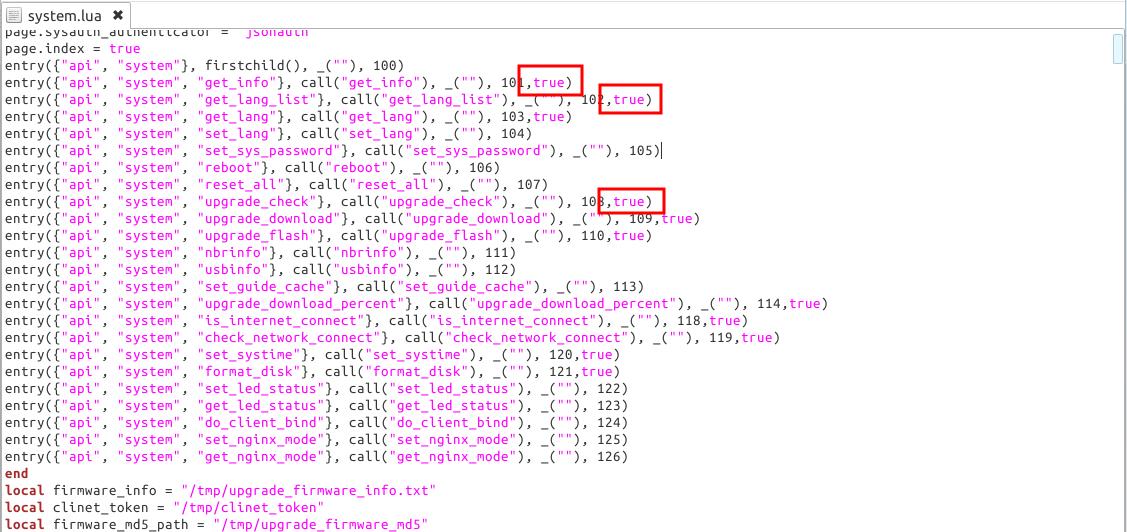 system.lua
page.sysauth_authenticator = "jsonauth"
page.index = true
entry({"api", "system"}, firstchild(), _(""), 100)
entry({"api", "system", "get_info"}, call("get_info"), _(""), 101,true)
entry({"api", "system", "get_lang_list"}, call("get_lang_list"), _(""), 102,true)
entry({"api", "system", "get_lang"}, call("get_lang"), _(""), 103,true)
entry({"api", "system", "set_lang"}, call("set_lang"), _(""), 104)
entry({"api", "system", "set_sys_password"}, call("set_sys_password"), _(""), 105)
entry({"api", "system", "reboot"}, call("reboot"), _(""), 106)
entry({"api", "system", "reset_all"}, call("reset_all"), _(""), 107)
entry({"api", "system", "upgrade_check"}, call("upgrade_check"), _(""), 108,true)
entry({"api", "system", "upgrade_download"}, call("upgrade_download"), _(""), 109,true)
entry({"api", "system", "upgrade_flash"}, call("upgrade_flash"), _(""), 110,true)
entry({"api", "system", "nbrinfo"}, call("nbrinfo"), _(""), 111)
entry({"api", "system", "usbinfo"}, call("usbinfo"), _(""), 112)
entry({"api", "system", "set_guide_cache"}, call("set_guide_cache"), _(""), 113)
entry({"api", "system", "upgrade_download_percent"}, call("upgrade_download_percent"), _(""), 114,true)
entry({"api", "system", "is_internet_connect"}, call("is_internet_connect"), _(""), 118,true)
entry({"api", "system", "check_network_connect"}, call("check_network_connect"), _(""), 119,true)
entry({"api", "system", "set_systime"}, call("set_systime"), _(""), 120,true)
entry({"api", "system", "format_disk"}, call("format_disk"), _(""), 121,true)
entry({"api", "system", "set_led_status"}, call("set_led_status"), _(""), 122)
entry({"api", "system", "get_led_status"}, call("get_led_status"), _(""), 123)
entry({"api", "system", "do_client_bind"}, call("do_client_bind"), _(""), 124)
entry({"api", "system", "set_nginx_mode"}, call("set_nginx_mode"), _(""), 125)
entry({"api", "system", "get_nginx_mode"}, call("get_nginx_mode"), _(""), 126)
end
local firmware_info = "/tmp/upgrade_firmware_info.txt"
local clinet_token = "/tmp/clinet_token"
local firmware_md5_path = "/tmp/upgrade_firmware_md5"